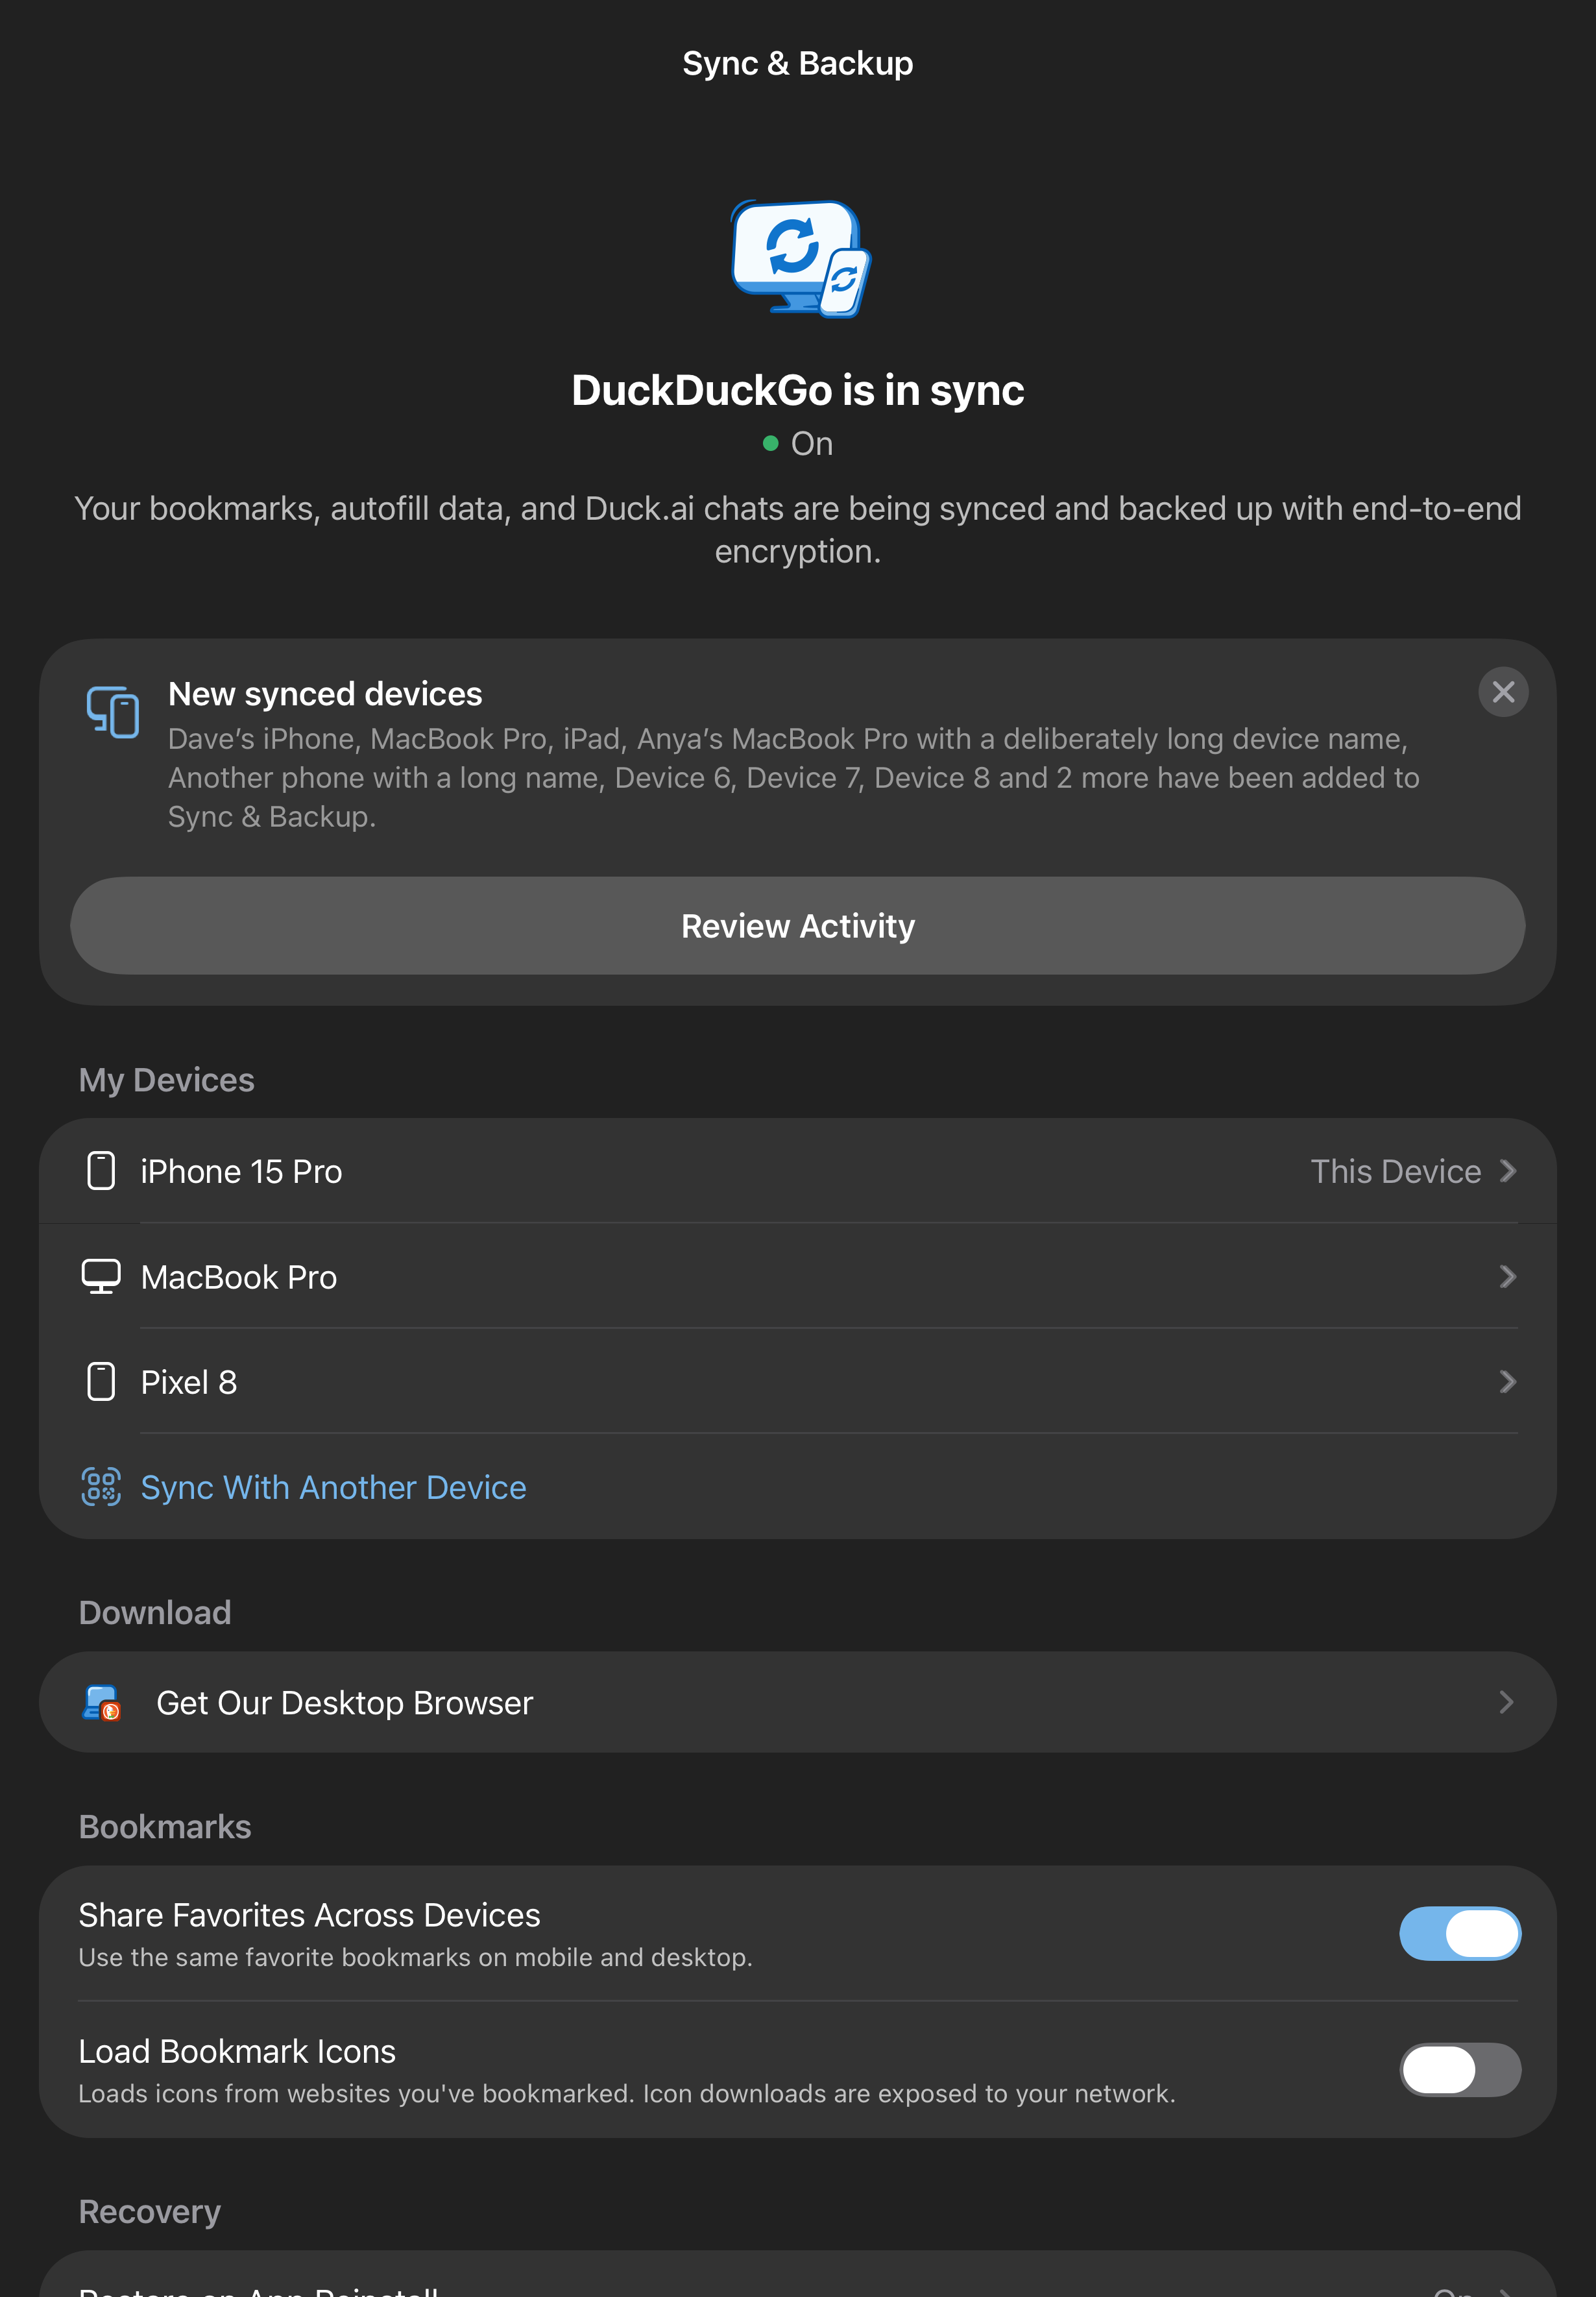 Sync & Backup
DuckDuckGo is in sync
On
Your bookmarks, autofill data, and Duck.ai chats are being synced and backed up with end-to-end
encryption.
New synced devices
Dave’s iPhone, MacBook Pro, iPad, Anya’s MacBook Pro with a deliberately long device name,
Another phone with a long name, Device 6, Device 7, Device 8 and 2 more have been added to
Sync & Backup.
Review Activity
My Devices
iPhone 15 Pro
This Device
MacBook Pro
Pixel 8
Sync With Another Device
Download
Get Our Desktop Browser
Bookmarks
Share Favorites Across Devices
Use the same favorite bookmarks on mobile and desktop.
Load Bookmark Icons
Loads icons from websites you've bookmarked. Icon downloads are exposed to your network.
Recovery
Restore on App Reinstall
On